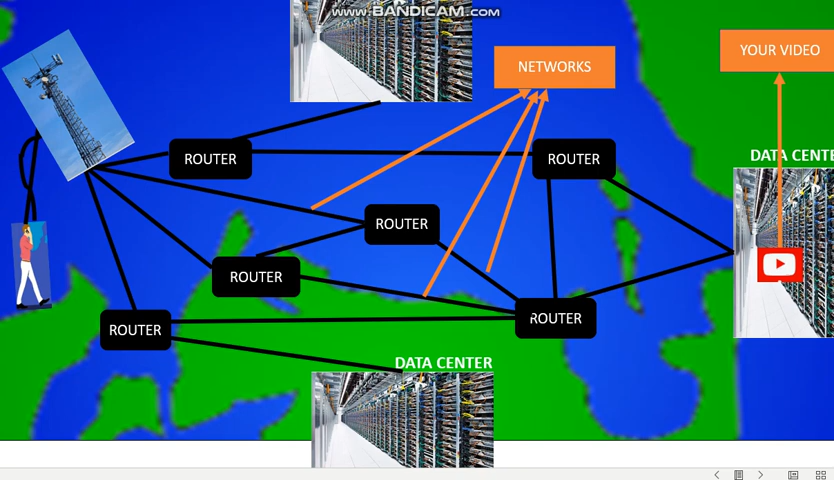 www.BANDICAM.com
NETWORKS
YOUR VIDEO
ROUTER
ROUTER
DATA CENTE
ROUTER
ROUTER
ROUTER
ROUTER
DATA CENTER